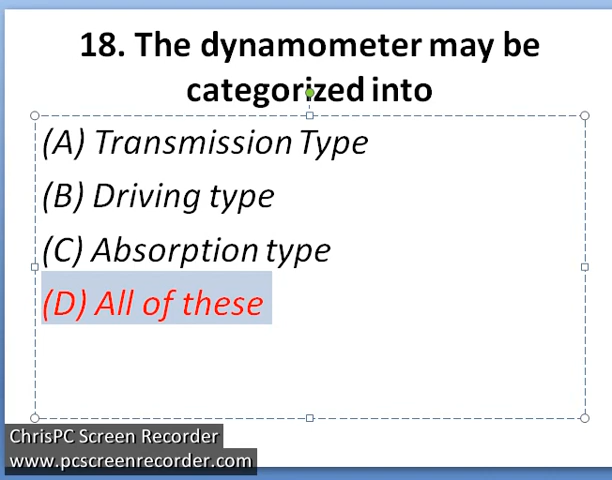 18. The dynamometer may be
categorized into
(A) Transmission Type
(B) Driving type
(C) Absorption type
(D) All of these
ChrisPC Screen Recorder
www.pcscreenrecorder.com